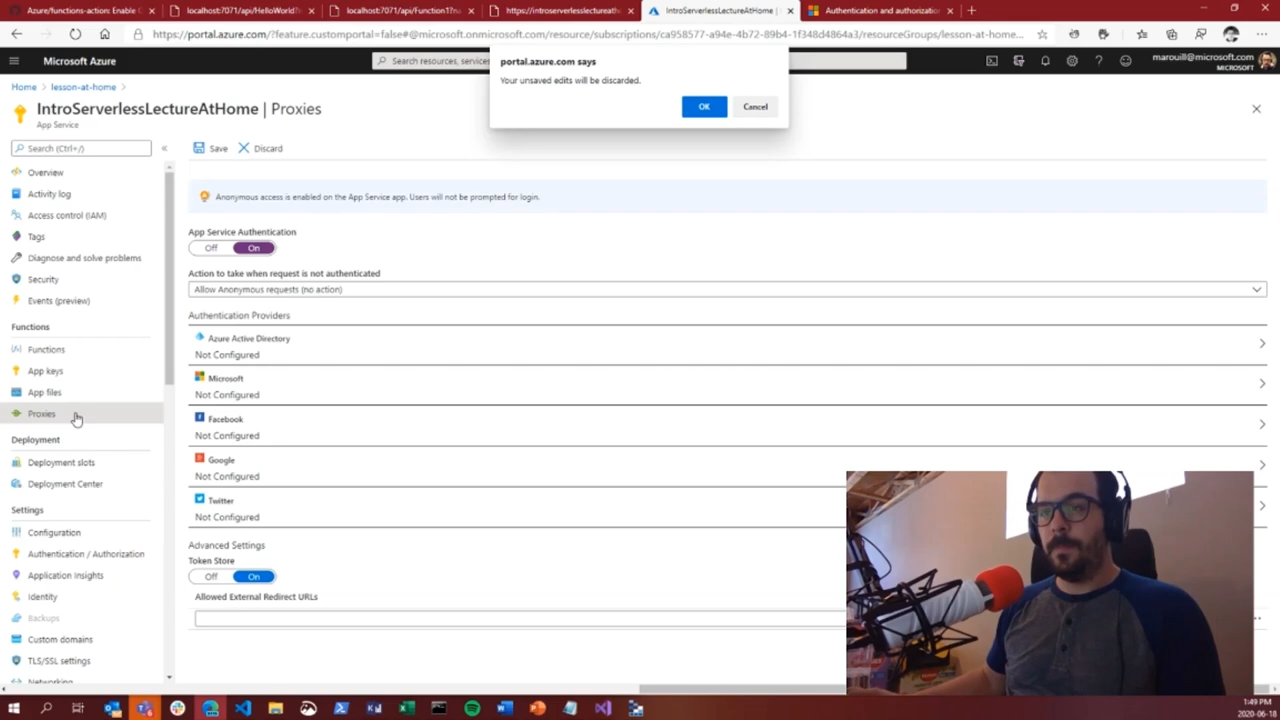 Azure/functions-action: Enable C
localhost:7071/api/HelloWorld?
localhost:7071/api/Function1?na
https://introserverlesslectureath
IntroServerlessLectureAtHome |
Authentication and authorizatio
https://portal.azure.com/?feature.customportal=false#@microsoft.onmicrosoft.com/resource/subscriptions/ca958577-a94e-4b72-89b4-1f348d4864a3/resourceGroups/lesson-at-home...
Microsoft Azure
Search resources, services
marouill@microsoft.com
MICROSOFT
portal.azure.com says
Your unsaved edits will be discarded.
OK
Cancel
Home > lesson-at-home >
IntroServerlessLectureAtHome | Proxies
App Service
Search (Ctrl+/)
Overview
Activity log
Access control (IAM)
Tags
Diagnose and solve problems
Security
Events (preview)
Functions
Functions
App keys
App files
Proxies
Deployment
Deployment slots
Deployment Center
Settings
Configuration
Authentication / Authorization
Application Insights
Identity
Backups
Custom domains
TLS/SSL settings
Networking
Save
Discard
Anonymous access is enabled on the App Service app. Users will not be prompted for login.
App Service Authentication
Off On
Action to take when request is not authenticated
Allow Anonymous requests (no action)
Authentication Providers
Azure Active Directory
Not Configured
Microsoft
Not Configured
Facebook
Not Configured
Google
Not Configured
Twitter
Not Configured
Advanced Settings
Token Store
Off On
Allowed External Redirect URLs
1:49 PM
2020-06-18